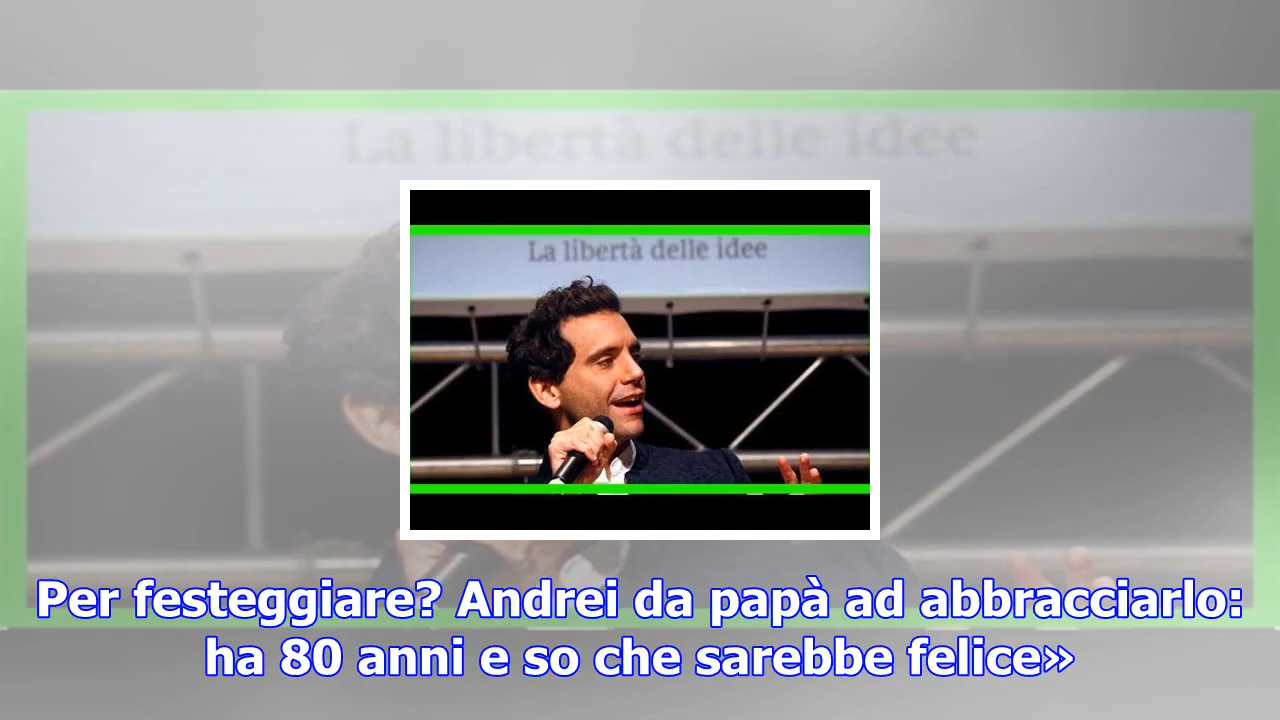 La libertà delle idee
La libertà delle idee
Per festeggiare? Andrei da papà ad abbracciarlo:
ha 80 anni e so che sarebbe felice»